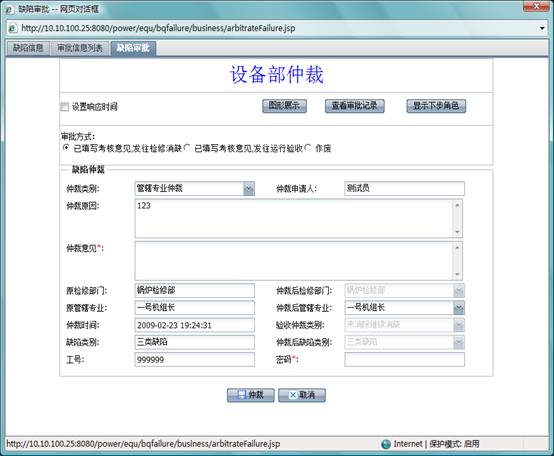 缺陷审批 -- 网页对话框
http://10.10.100.25:8080/power/equ/bqfailure/business/arbitrateFailure.jsp
缺陷信息 审批信息列表 缺陷审批
设备部仲裁
设置响应时间 图形展示 查看审批记录 显示下步角色
审批方式:
已填写考核意见,发往检修消缺 已填写考核意见,发往运行验收 作废
缺陷仲裁
仲裁类别: 管辖专业仲裁 仲裁申请人: 测试员
仲裁原因: 123
仲裁意见*:
原检修部门: 锅炉检修部 仲裁后检修部门: 锅炉检修部
原管辖专业: 一号机组长 仲裁后管辖专业: 一号机组长
仲裁时间: 2009-02-23 19:24:31 验收仲裁类别: 未消除继续消缺
缺陷类别: 三类缺陷 仲裁后缺陷类别: 三类缺陷
工号: 999999 密码*:
仲裁 取消
http://10.10.100.25:8080/power/equ/bqfailure/business/arbitrateFailure.jsp Internet | 保护模式: 启用